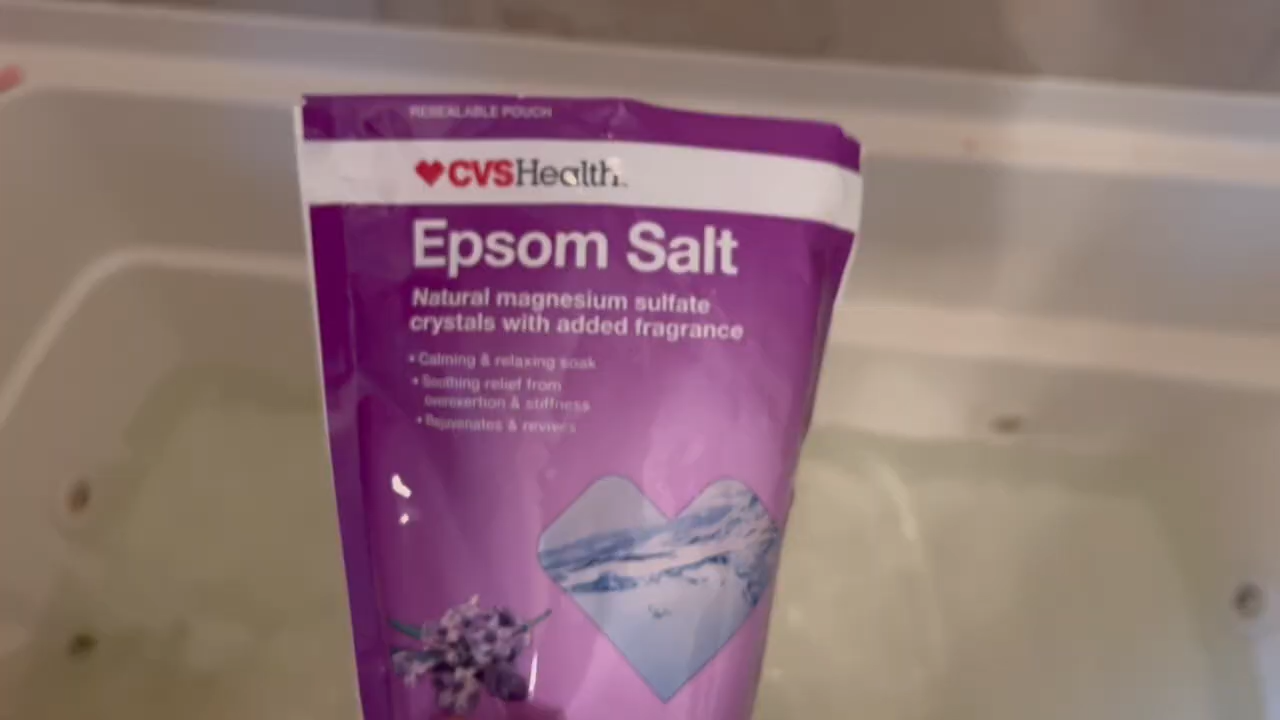 RESEALABLE POUCH
CVSHealth.
Epsom Salt
Natural magnesium sulfate
crystals with added fragrance
• Calming & relaxing soak
• Soothing relief from
overexertion & stiffness
• Rejuvenates & revives